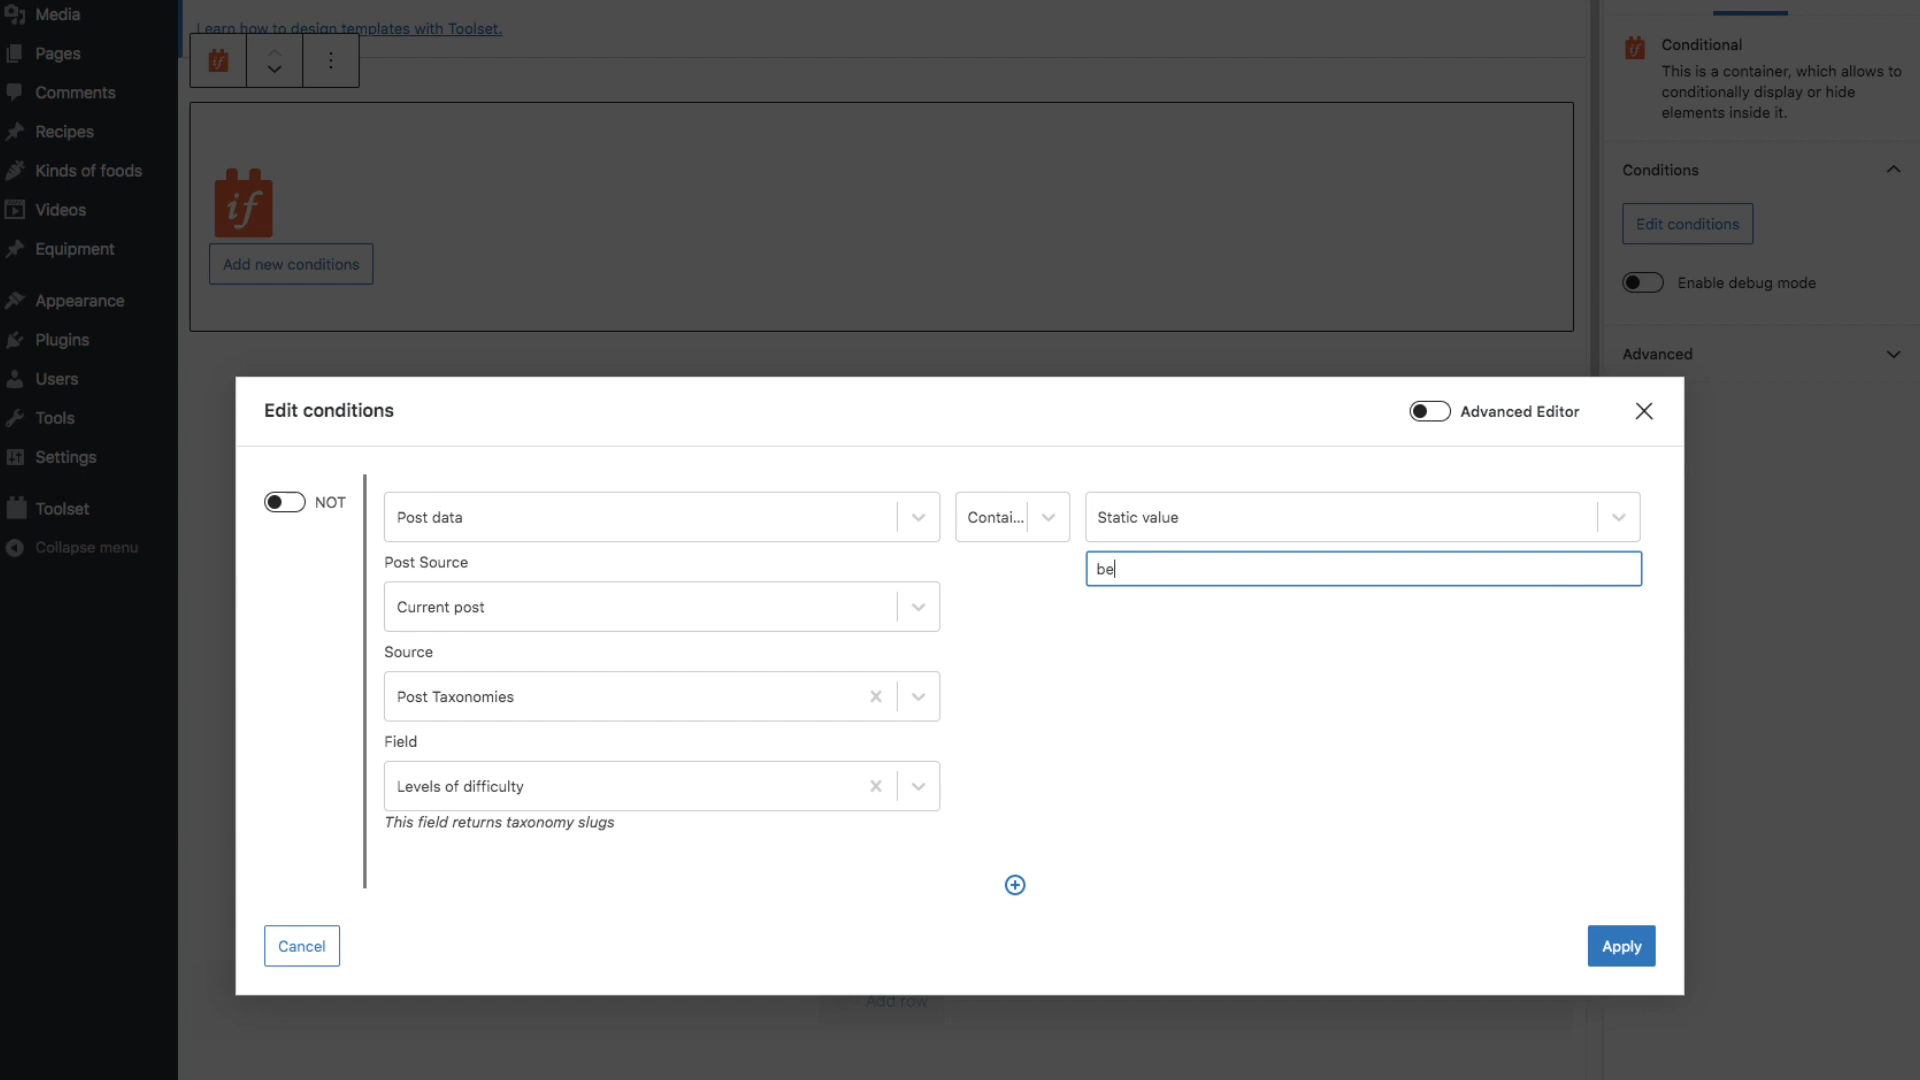 Media
Pages
Comments
Recipes
Kinds of foods
Videos
Equipment
Appearance
Plugins
Users
Tools
Settings
Toolset
Collapse menu
Learn how to design templates with Toolset.
if
if
Add new conditions
if
Conditional
This is a container, which allows to
conditionally display or hide
elements inside it.
Conditions
Edit conditions
Enable debug mode
Advanced
Edit conditions
Advanced Editor
NOT
Post data
Contai...
Static value
be
Post Source
Current post
Source
Post Taxonomies
Field
Levels of difficulty
This field returns taxonomy slugs
Cancel
Apply
Add row